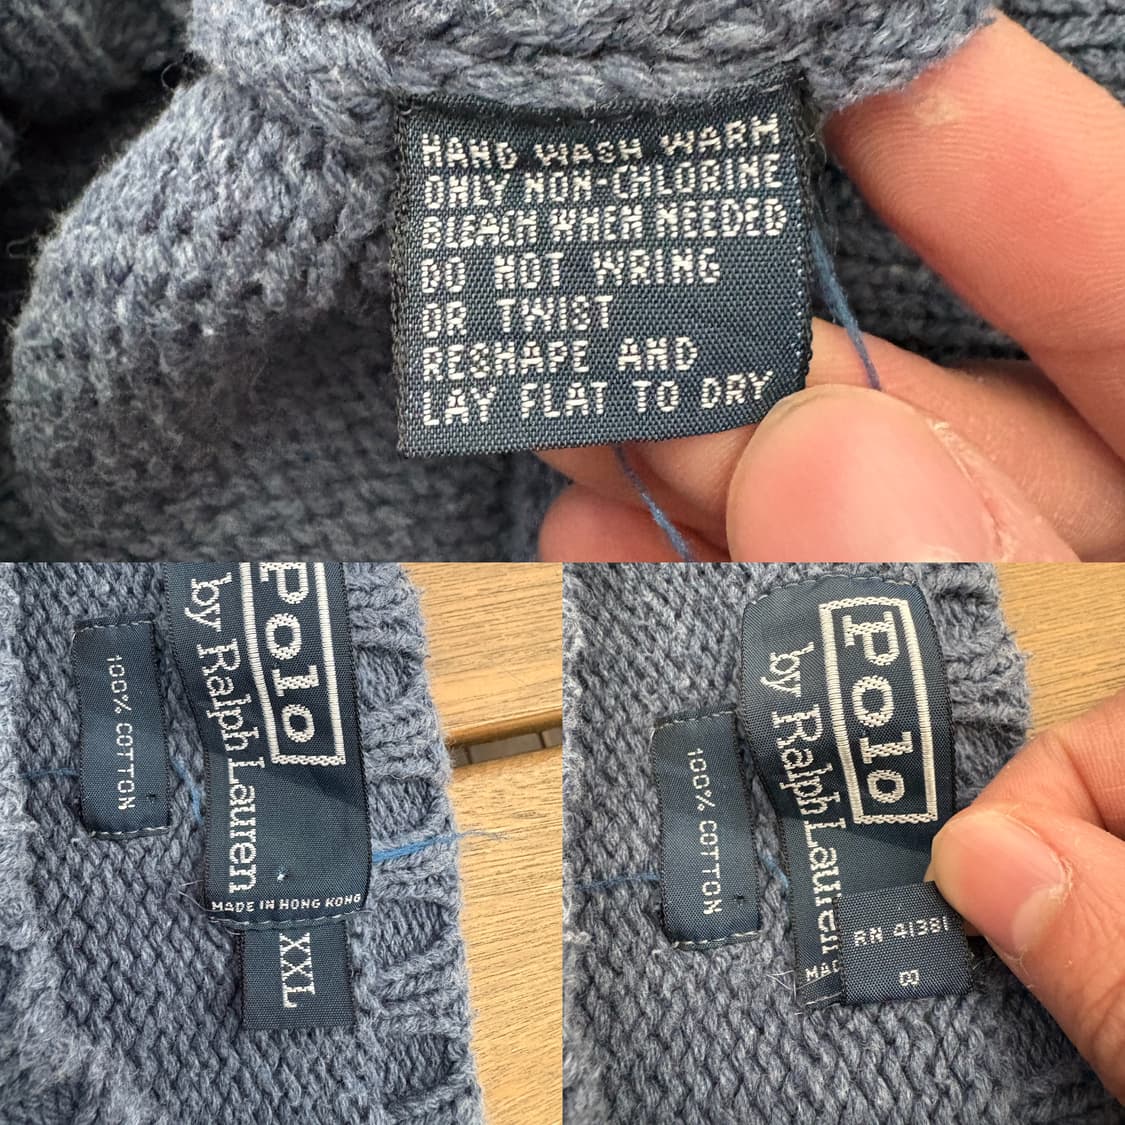 HAND WASH WARM
ONLY NON-CHLORINE
BLEACH WHEN NEEDED
DO NOT WRING
OR TWIST
RESHAPE AND
LAY FLAT TO DRY
100% COTTON
Polo
by Ralph Lauren
MADE IN HONG KONG
XXL
100% COTTON
Polo
by Ralph Lauren
MAD
RN 41381
8